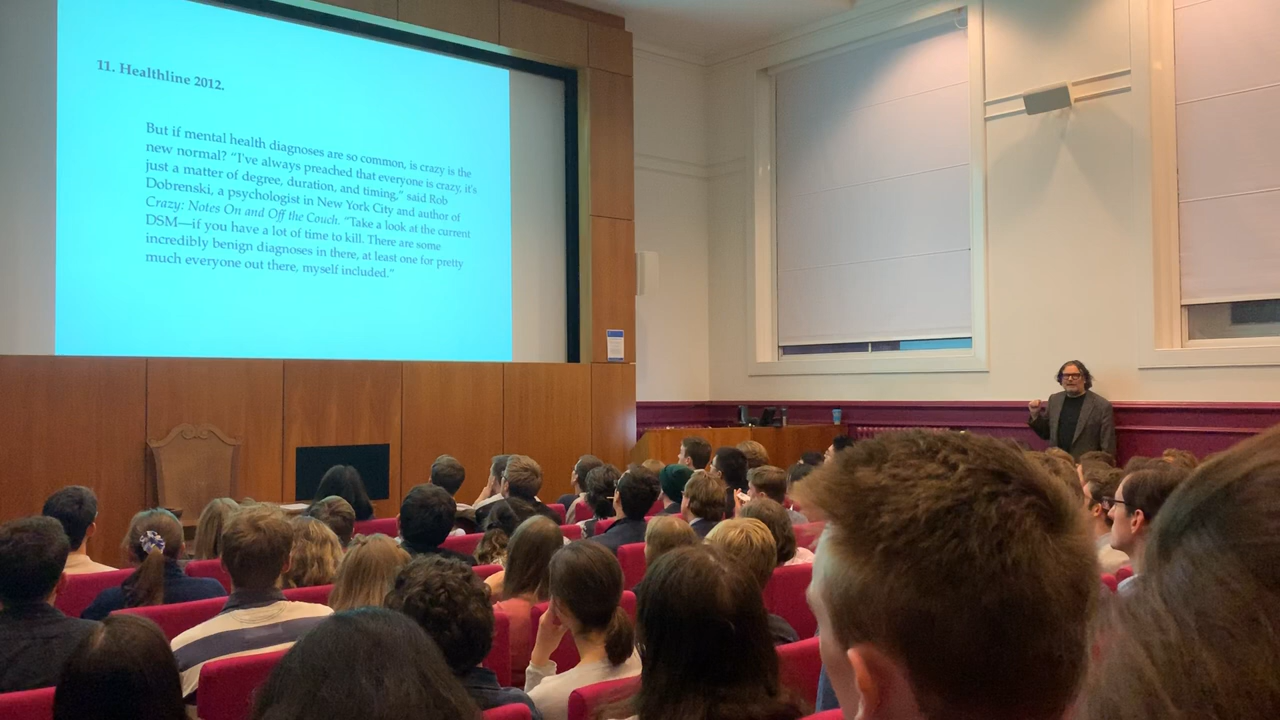 11. Healthline 2012.
But if mental health diagnoses are so common, is crazy is the
new normal? “I've always preached that everyone is crazy, it's
just a matter of degree, duration, and timing,” said Rob
Dobrenski, a psychologist in New York City and author of
Crazy: Notes On and Off the Couch. “Take a look at the current
DSM—if you have a lot of time to kill. There are some
incredibly benign diagnoses in there, at least one for pretty
much everyone out there, myself included.”